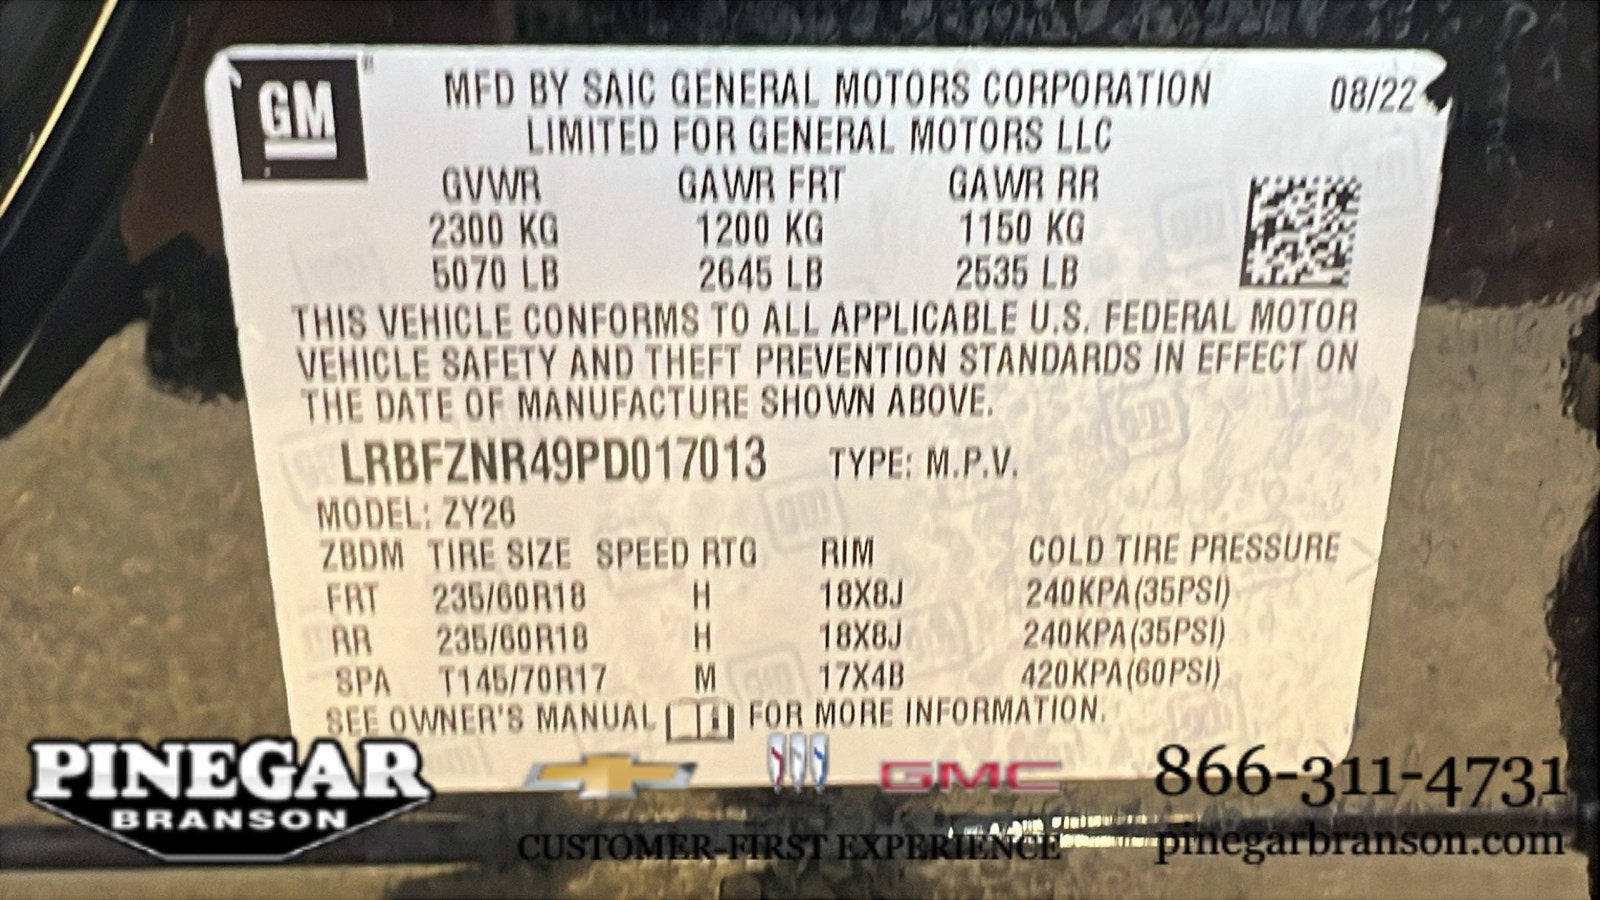 GM
MFD BY SAIC GENERAL MOTORS CORPORATION 08/22
LIMITED FOR GENERAL MOTORS LLC
GVWR GAWR FRT GAWR RR
2300 KG 1200 KG 1150 KG
5070 LB 2645 LB 2535 LB
THIS VEHICLE CONFORMS TO ALL APPLICABLE U.S. FEDERAL MOTOR
VEHICLE SAFETY AND THEFT PREVENTION STANDARDS IN EFFECT ON
THE DATE OF MANUFACTURE SHOWN ABOVE.
LRBFZNR49PD017013 TYPE: M.P.V.
MODEL: ZY26
ZBDM TIRE SIZE SPEED RTG RIM COLD TIRE PRESSURE
FRT 235/60R18 H 18X8J 240KPA(35PSI)
RR 235/60R18 H 18X8J 240KPA(35PSI)
SPA T145/70R17 M 17X4B 420KPA(60PSI)
SEE OWNER'S MANUAL FOR MORE INFORMATION.
PINEGAR
BRANSON
GMC
CUSTOMER-FIRST EXPERIENCE
866-311-4731
pinegarbranson.com